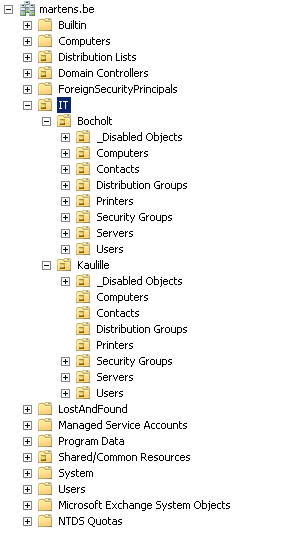 martens.be
Builtin
Computers
Distribution Lists
Domain Controllers
ForeignSecurityPrincipals
IT
Bocholt
_Disabled Objects
Computers
Contacts
Distribution Groups
Printers
Security Groups
Servers
Users
Kaulille
_Disabled Objects
Computers
Contacts
Distribution Groups
Printers
Security Groups
Servers
Users
LostAndFound
Managed Service Accounts
Program Data
Shared/Common Resources
System
Users
Microsoft Exchange System Objects
NTDS Quotas